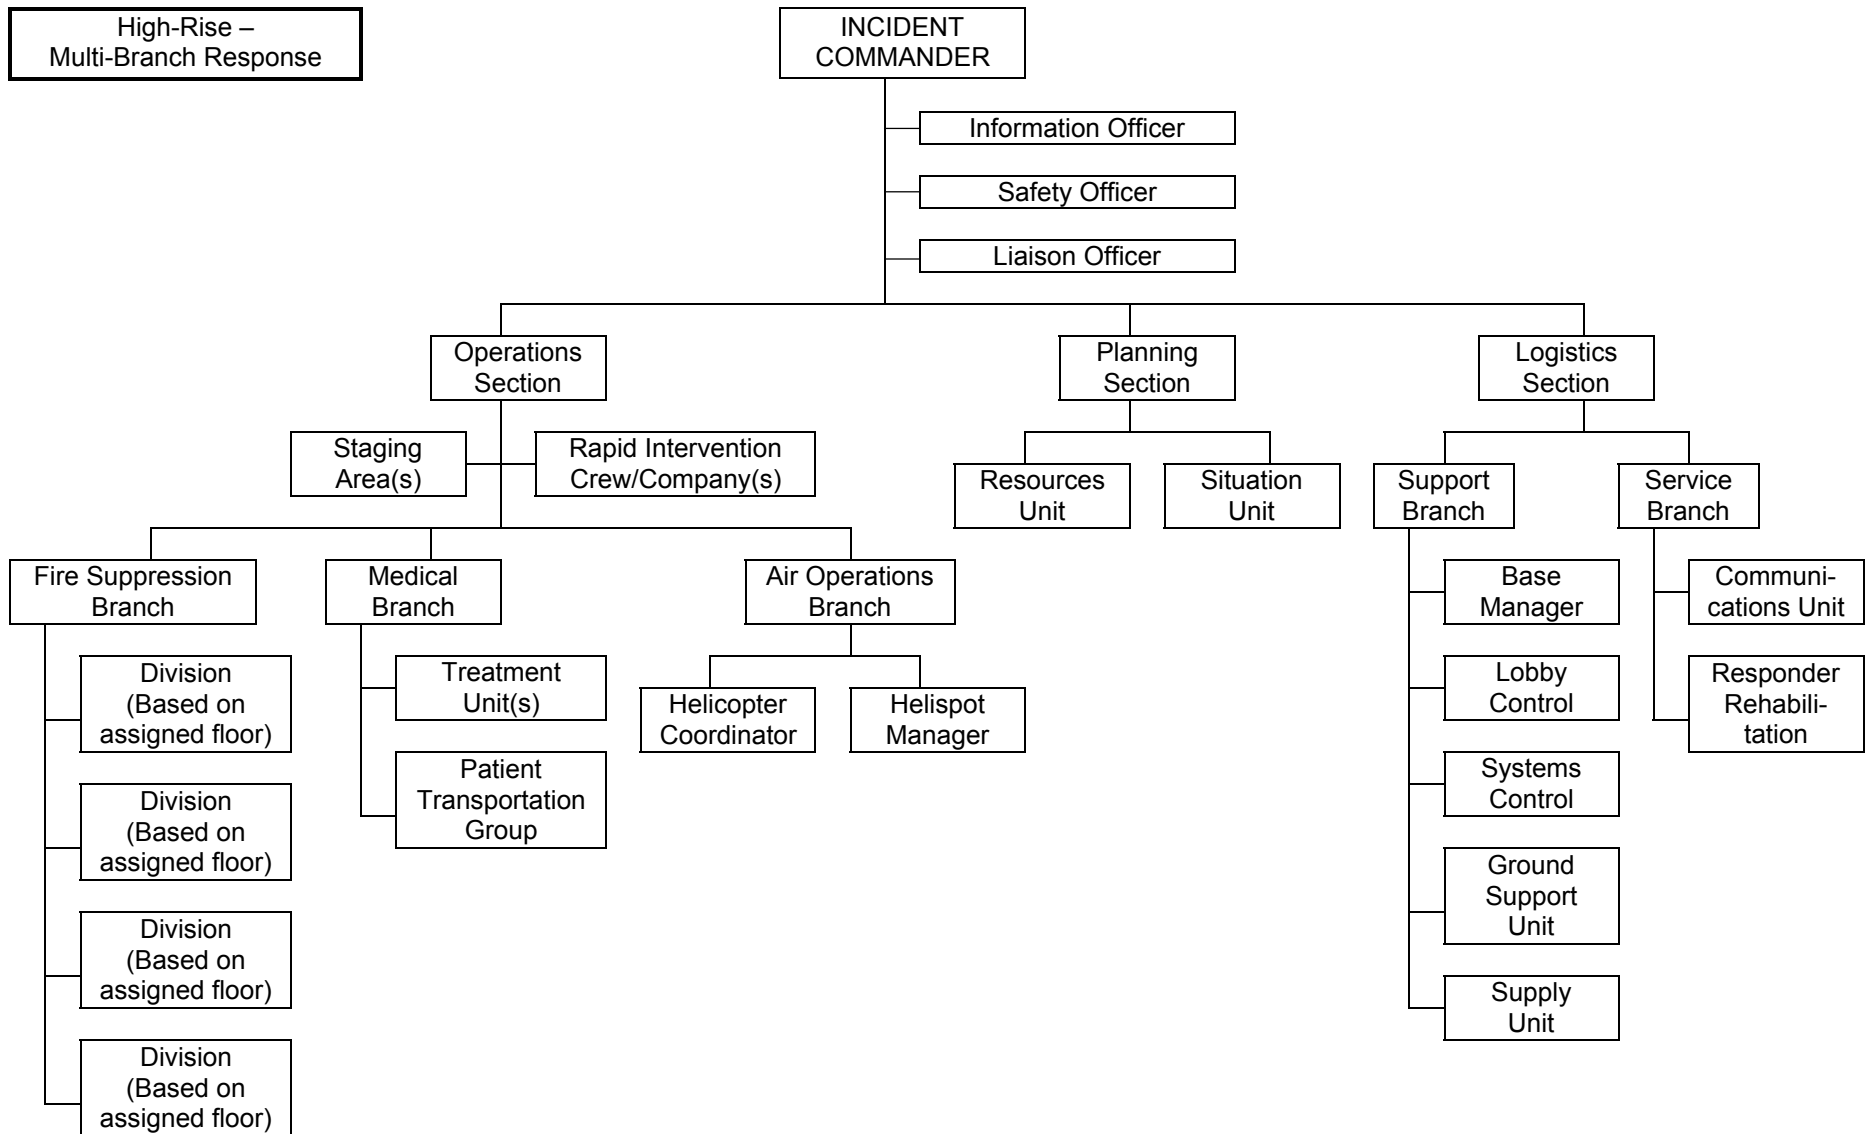 High-Rise –
Multi-Branch Response
INCIDENT
COMMANDER
Information Officer
Safety Officer
Liaison Officer
Operations
Section
Planning
Section
Logistics
Section
Staging
Area(s)
Rapid Intervention
Crew/Company(s)
Resources
Unit
Situation
Unit
Support
Branch
Service
Branch
Fire Suppression
Branch
Medical
Branch
Air Operations
Branch
Base
Manager
Communi-
cations Unit
Division
(Based on
assigned floor)
Treatment
Unit(s)
Helicopter
Coordinator
Helispot
Manager
Lobby
Control
Responder
Rehabili-
tation
Division
(Based on
assigned floor)
Patient
Transportation
Group
Systems
Control
Division
(Based on
assigned floor)
Ground
Support
Unit
Division
(Based on
assigned floor)
Supply
Unit